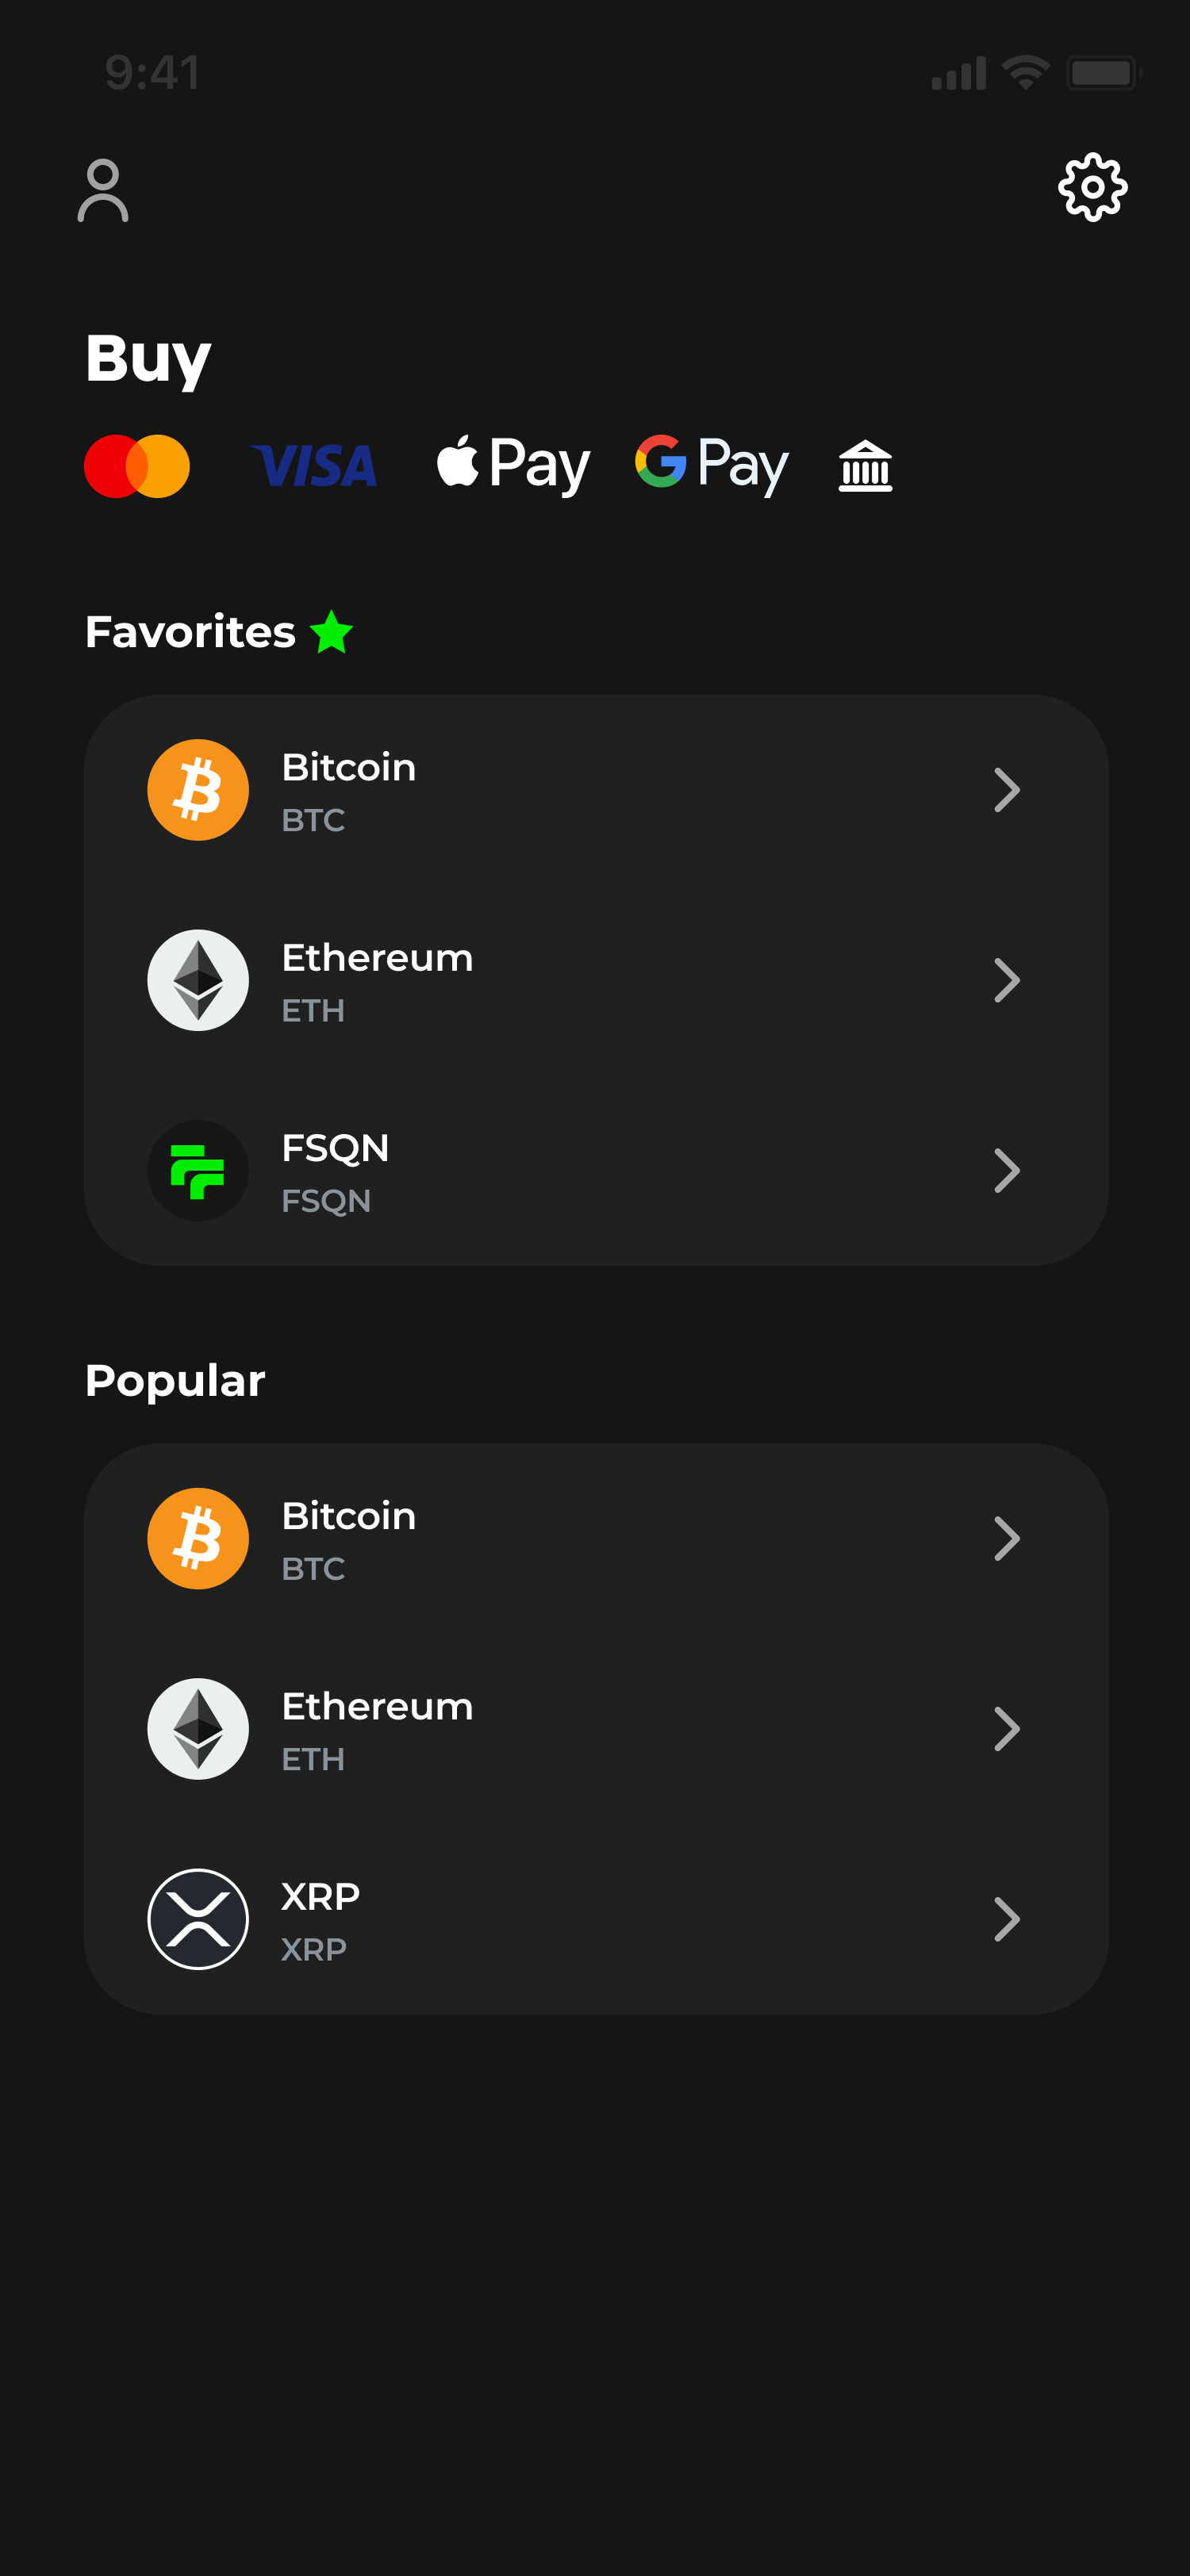 9:41
Buy
VISA Pay G Pay
Favorites
Bitcoin
BTC
Ethereum
ETH
FSQN
FSQN
Popular
Bitcoin
BTC
Ethereum
ETH
XRP
XRP